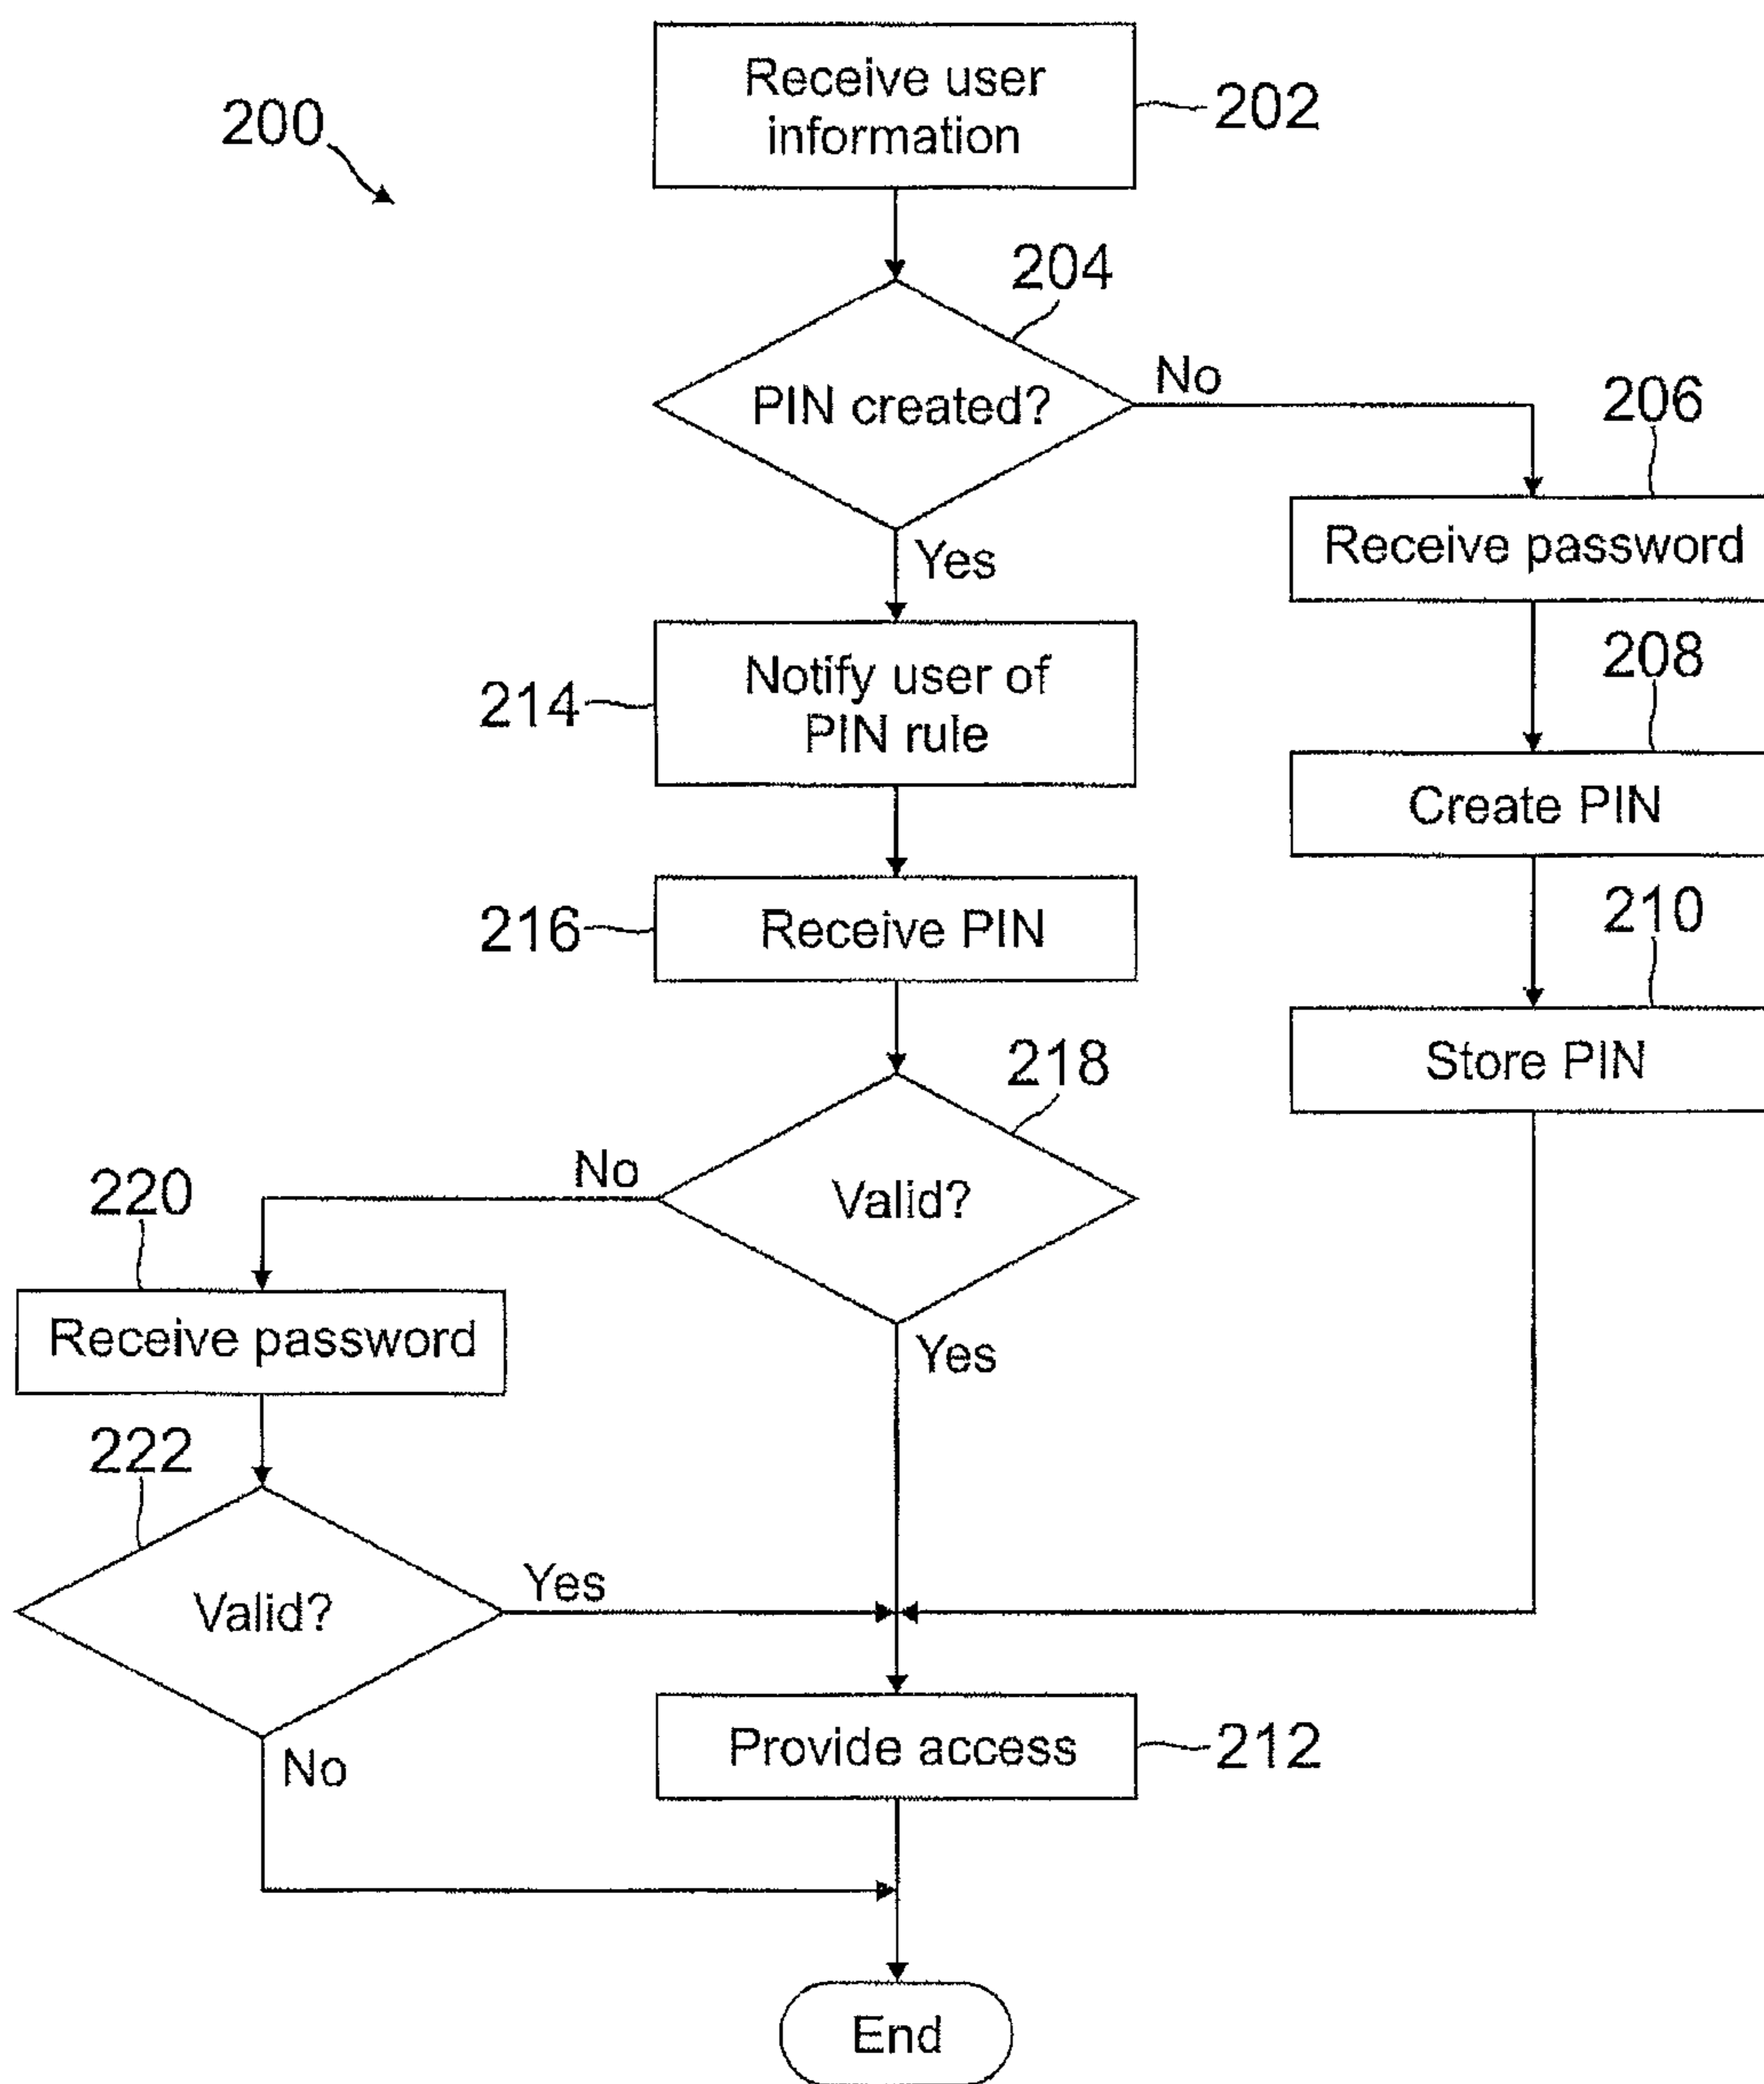 200
Receive user
information
202
204
PIN created?
No
Yes
206
Receive password
214
Notify user of
PIN rule
208
Create PIN
216
Receive PIN
210
Store PIN
218
Valid?
No
Yes
220
Receive password
222
Valid?
Yes
No
Provide access
212
End